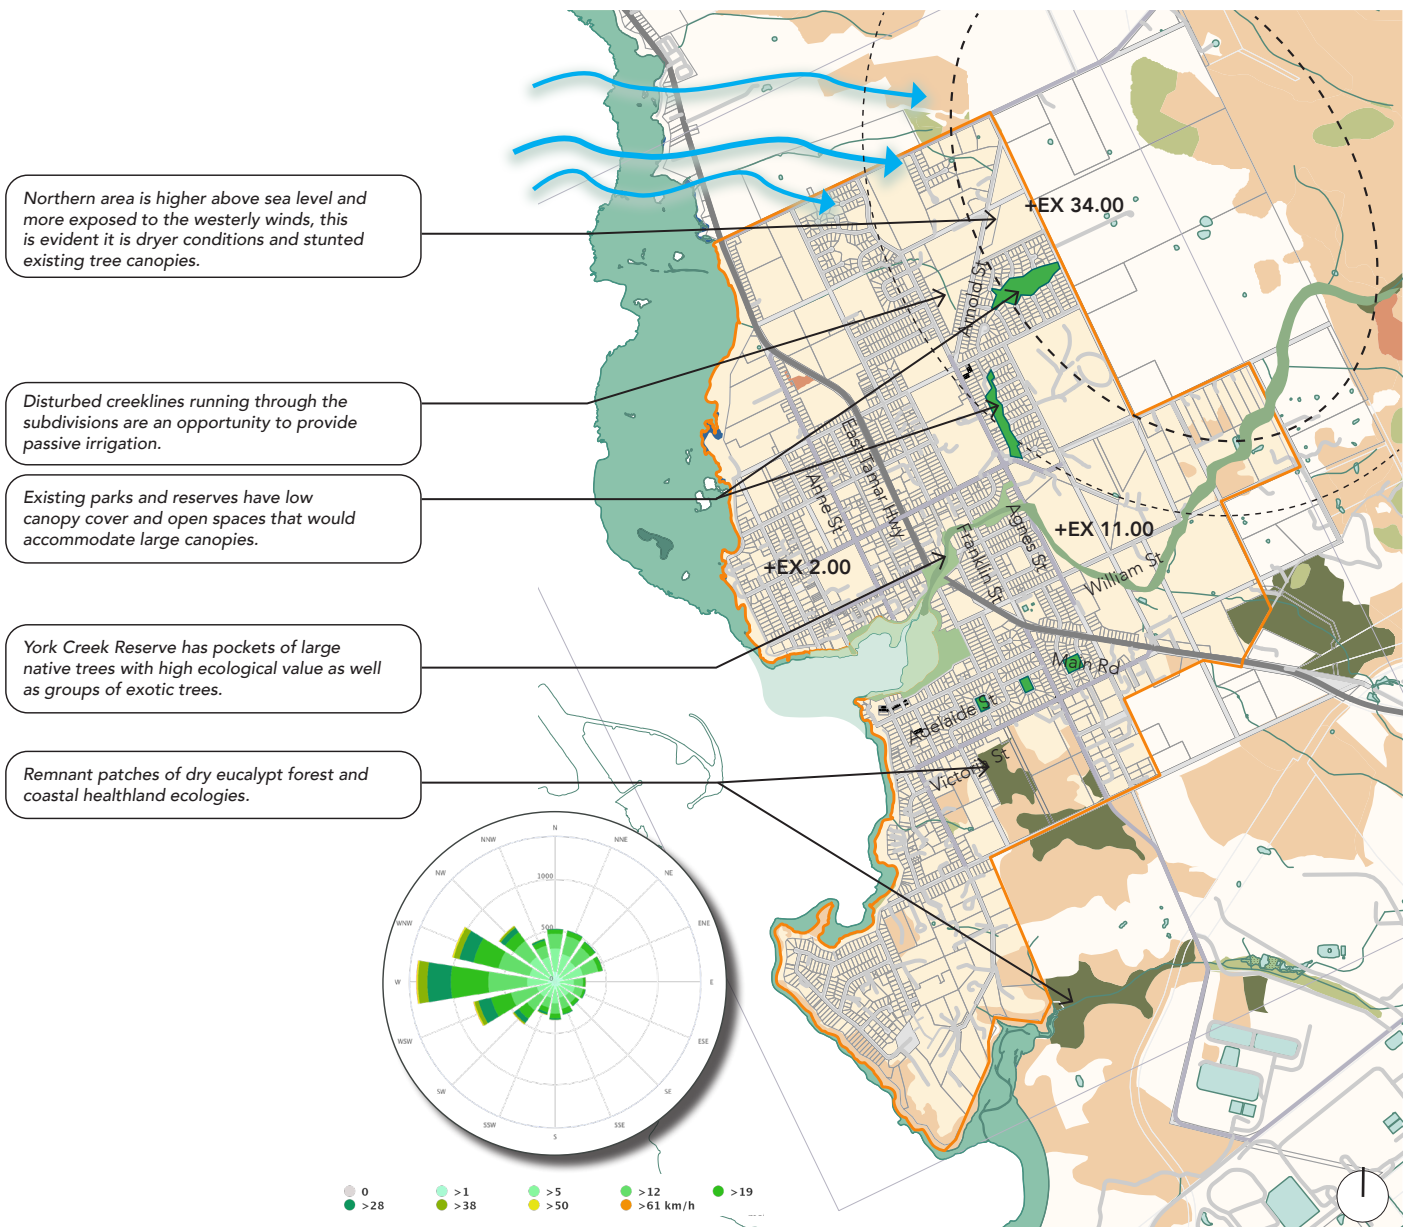 Northern area is higher above sea level and
more exposed to the westerly winds, this
is evident it is dryer conditions and stunted
existing tree canopies.
Disturbed creeklines running through the
subdivisions are an opportunity to provide
passive irrigation.
Existing parks and reserves have low
canopy cover and open spaces that would
accommodate large canopies.
York Creek Reserve has pockets of large
native trees with high ecological value as well
as groups of exotic trees.
Remnant patches of dry eucalypt forest and
coastal healthland ecologies.
+EX 34.00
Arnold St
East Tamar Hwy
Anne St
+EX 11.00
Agnes St
Franklin St
+EX 2.00
William St
Main Rd
Adelaide St
Victoria St
N
NNE
NE
ENE
E
ESE
SE
SSE
S
SSW
SW
WSW
W
WNW
NW
NNW
1000
500
0
0 >1 >5 >12 >19
>28 >38 >50 >61 km/h